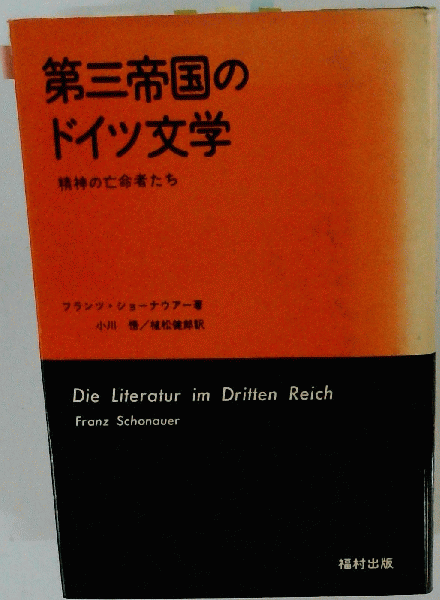 第三帝国の
ドイツ文学
精神の亡命者たち
フランツ・ショーナウアー著
小川 悟／植松健郎訳
Die Literatur im Dritten Reich
Franz Schonauer
福村出版